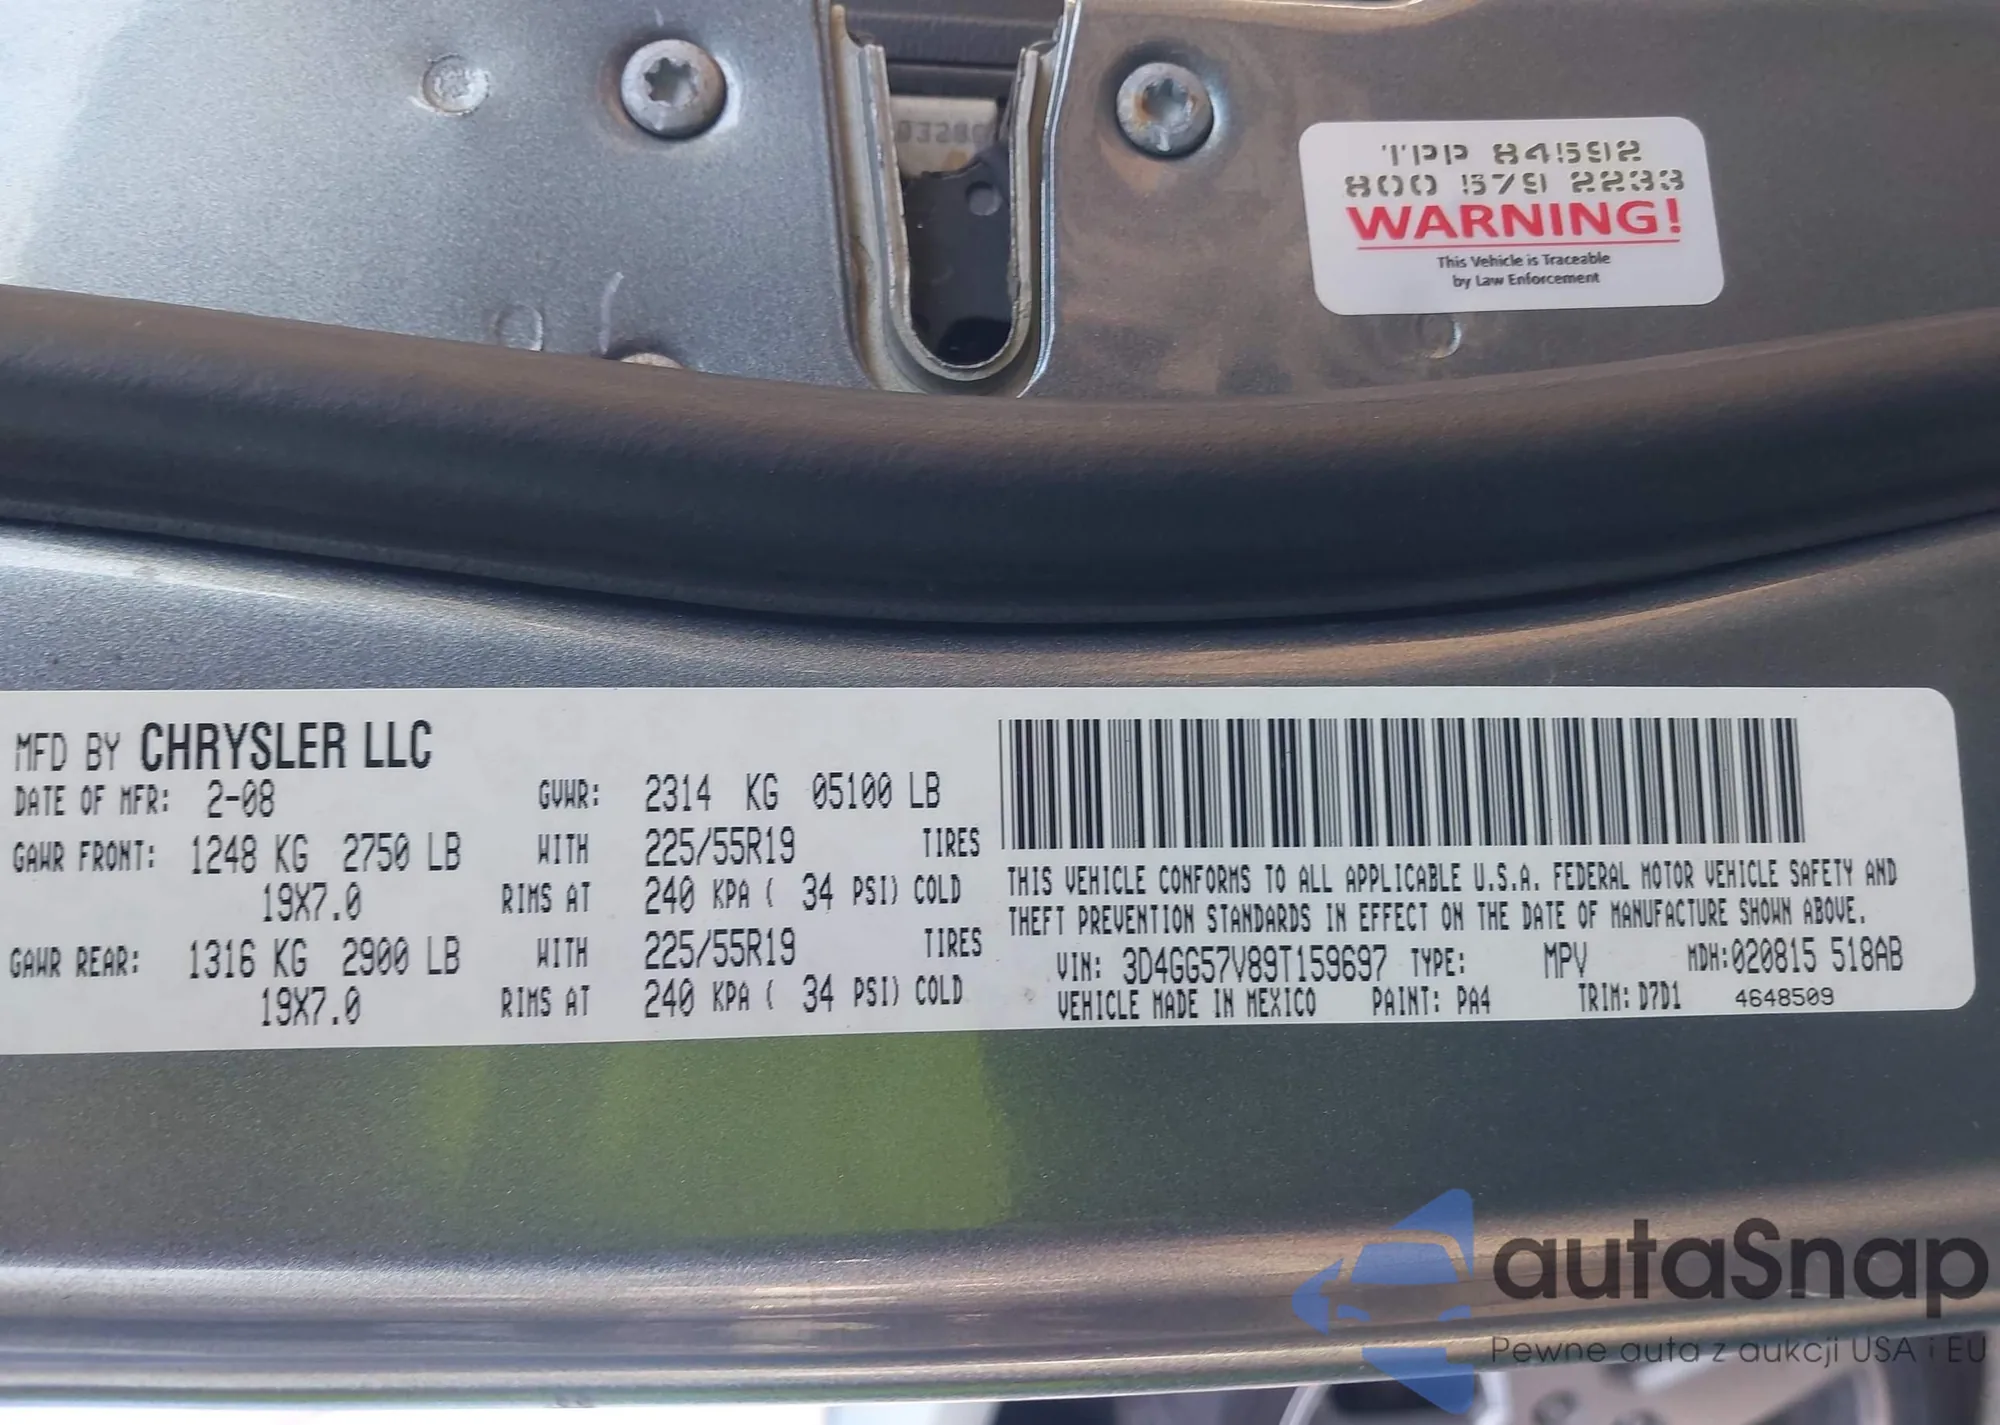 TPP 84592
800 579 2233
WARNING!
This Vehicle is Traceable
by Law Enforcement
MFD BY CHRYSLER LLC
DATE OF MFR: 2-08 GVWR: 2314 KG 05100 LB
GAWR FRONT: 1248 KG 2750 LB WITH 225/55R19 TIRES
19X7.0 RIMS AT 240 KPA ( 34 PSI) COLD
GAWR REAR: 1316 KG 2900 LB WITH 225/55R19 TIRES
19X7.0 RIMS AT 240 KPA ( 34 PSI) COLD
THIS VEHICLE CONFORMS TO ALL APPLICABLE U.S.A. FEDERAL MOTOR VEHICLE SAFETY AND
THEFT PREVENTION STANDARDS IN EFFECT ON THE DATE OF MANUFACTURE SHOWN ABOVE.
VIN: 3D4GG57V89T159697 TYPE: MPV MDH:020815 518AB
VEHICLE MADE IN MEXICO PAINT: PA4 TRIM: D7D1 4648509
autaSnap
Pewne auta z aukcji USA i EU